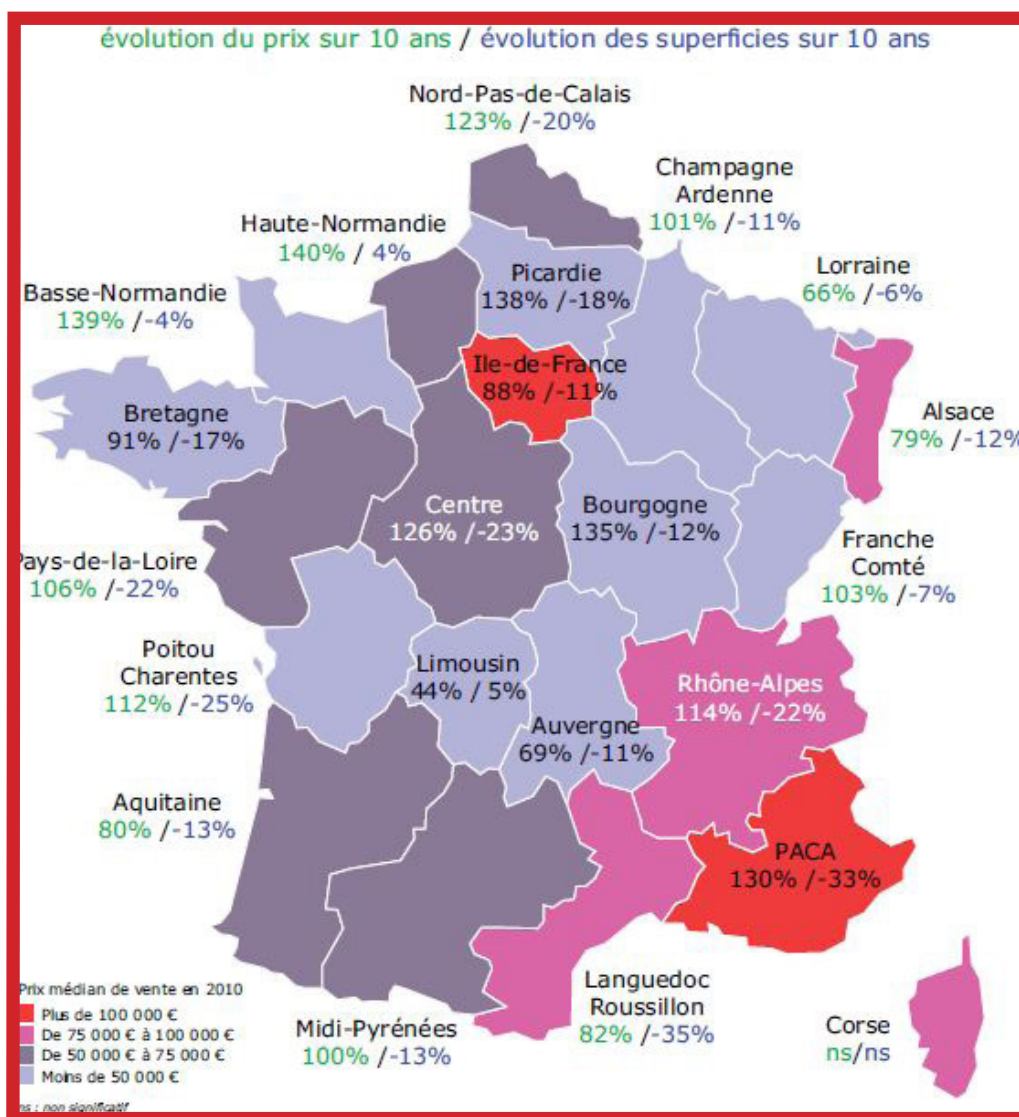 évolution du prix sur 10 ans / évolution des superficies sur 10 ans
Nord-Pas-de-Calais
123% /-20%
Champagne
Ardenne
101% /-11%
Haute-Normandie
140% / 4%
Picardie
138% /-18%
Lorraine
66% /-6%
Basse-Normandie
139% /-4%
Ile-de-France
88% /-11%
Bretagne
91% /-17%
Alsace
79% /-12%
Centre
126% /-23%
Bourgogne
135% /-12%
Franche
Comté
103% /-7%
Pays-de-la-Loire
106% /-22%
Poitou
Charentes
112% /-25%
Limousin
44% / 5%
Rhône-Alpes
114% /-22%
Auvergne
69% /-11%
Aquitaine
80% /-13%
PACA
130% /-33%
Languedoc
Roussillon
82% /-35%
Midi-Pyrénées
100% /-13%
Corse
ns/ns
Prix médian de vente en 2010
Plus de 100 000 €
De 75 000 € à 100 000 €
De 50 000 € à 75 000 €
Moins de 50 000 €
ns : non significatif